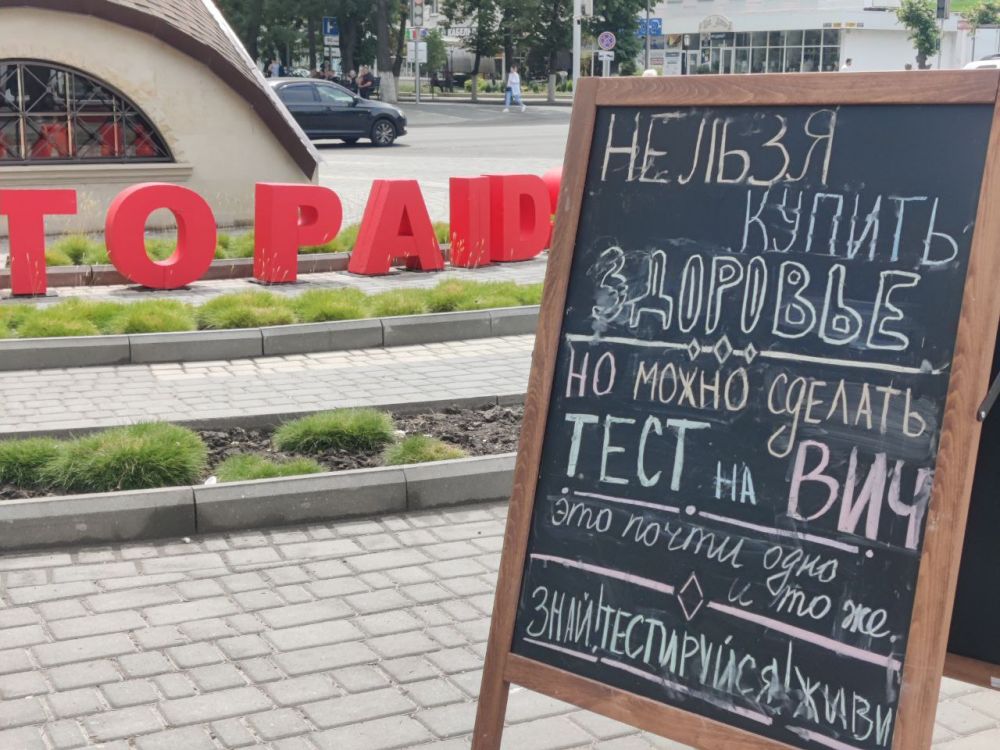 TOPAID
НЕЛЬЗЯ
КУПИТЬ
ЗДОРОВЬЕ
НО МОЖНО СДЕЛАТЬ
ТЕСТ НА ВИЧ
это почти одно
и то же.
ЗНАЙ! ТЕСТИРУЙСЯ! ЖИВИ